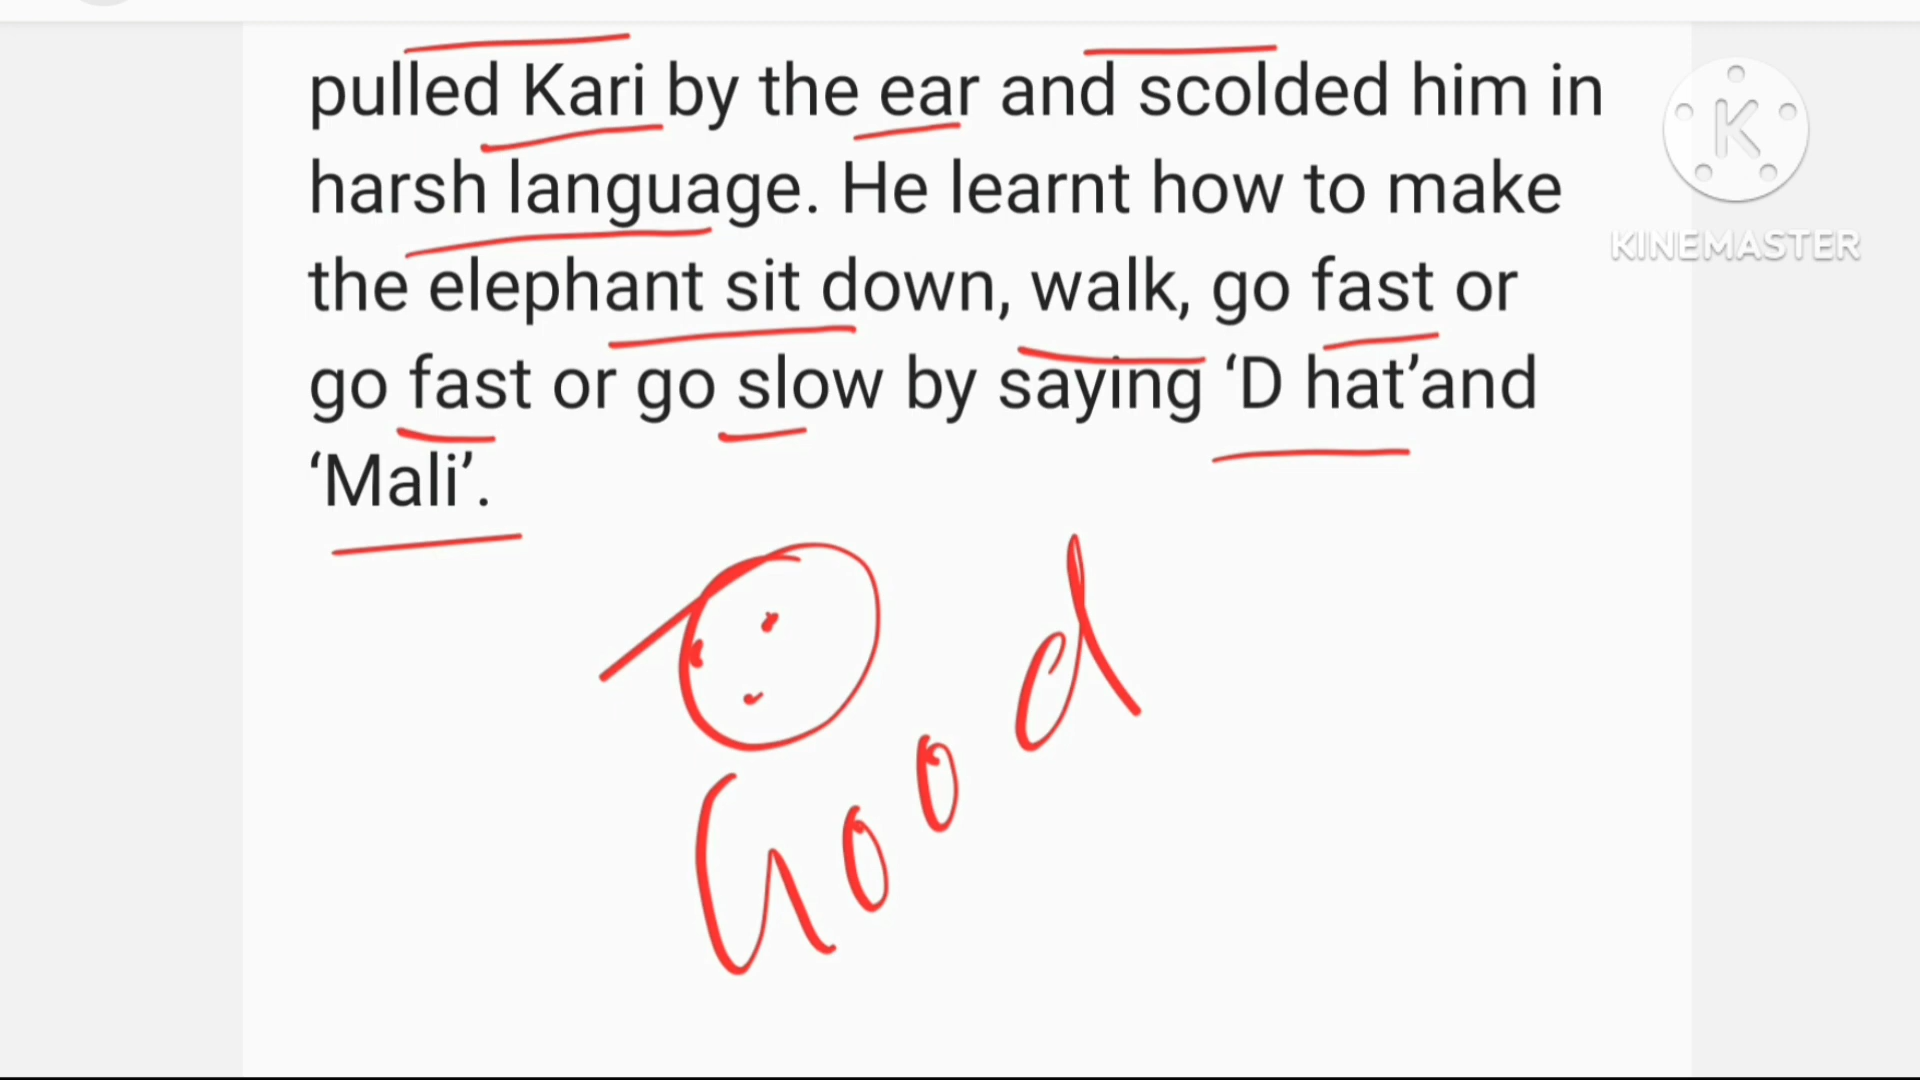 pulled Kari by the ear and scolded him in
harsh language. He learnt how to make
the elephant sit down, walk, go fast or
go fast or go slow by saying ‘D hat’and
‘Mali’.
Good
K
KINEMASTER